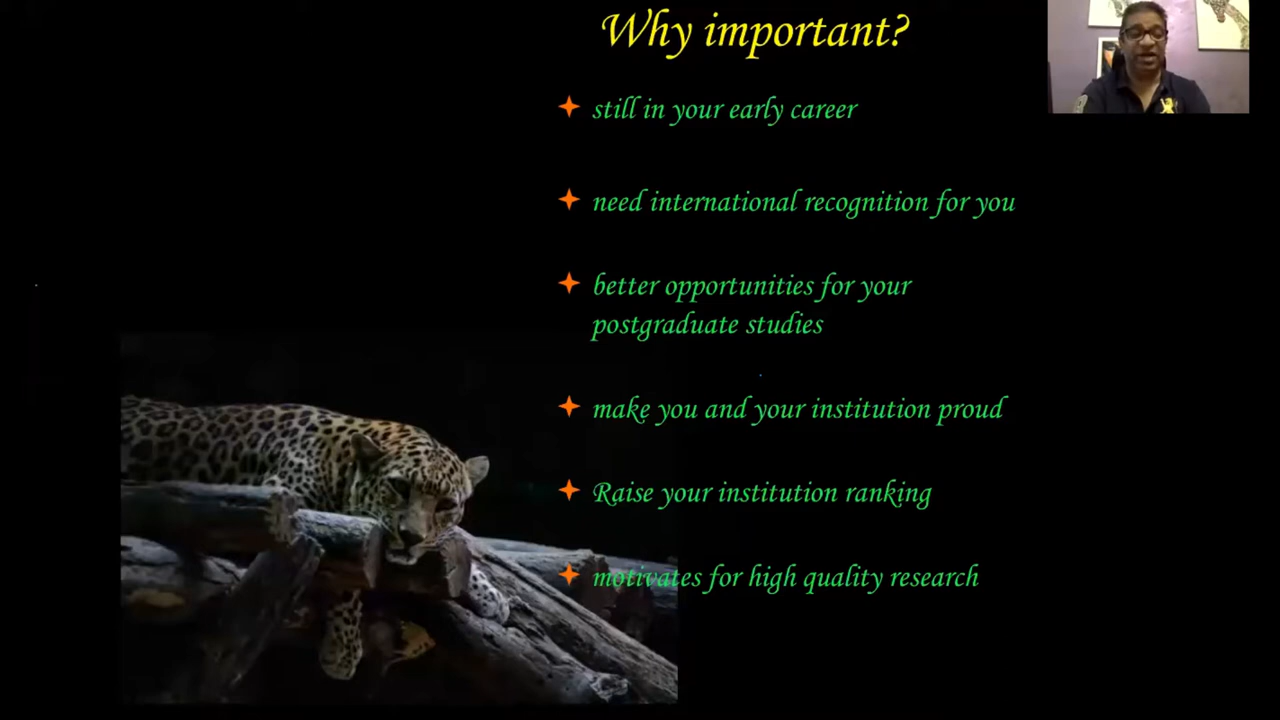 Why important?
still in your early career
need international recognition for you
better opportunities for your
postgraduate studies
make you and your institution proud
Raise your institution ranking
motivates for high quality research